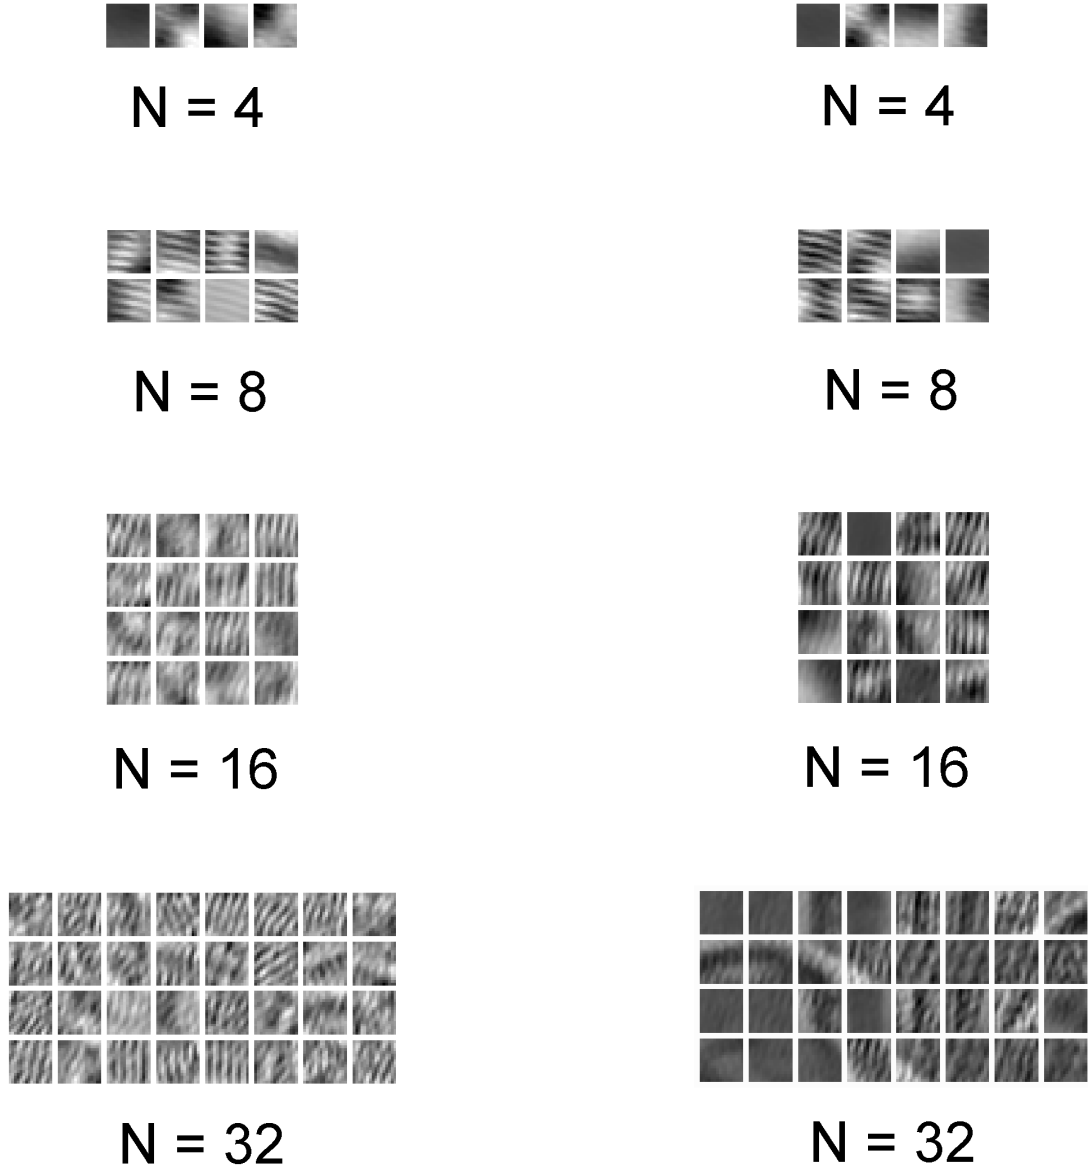 N = 4
N = 4
N = 8
N = 8
N = 16
N = 16
N = 32
N = 32